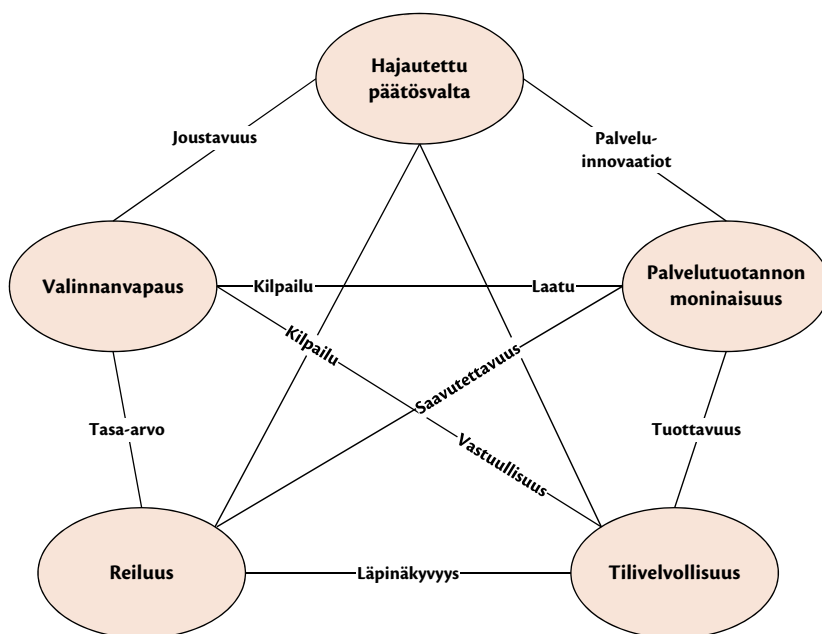 Hajautettu
päätösvalta
Joustavuus
Palvelu-
innovaatiot
Valinnanvapaus
Kilpailu
Laatu
Palvelutuotannon
moninaisuus
Kilpailu
Saavutettavuus
Tasa-arvo
Vastuullisuus
Tuottavuus
Reiluus
Läpinäkyvyys
Tilivelvollisuus